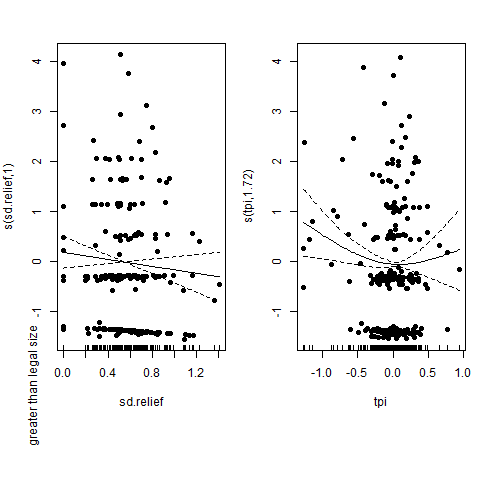 s(sd.relief,1)
greater than legal size
-1 0 1 2 3 4
0.0 0.4 0.8 1.2
sd.relief
s(tpi,1.72)
-1 0 1 2 3 4
-1.0 -0.5 0.0 0.5 1.0
tpi